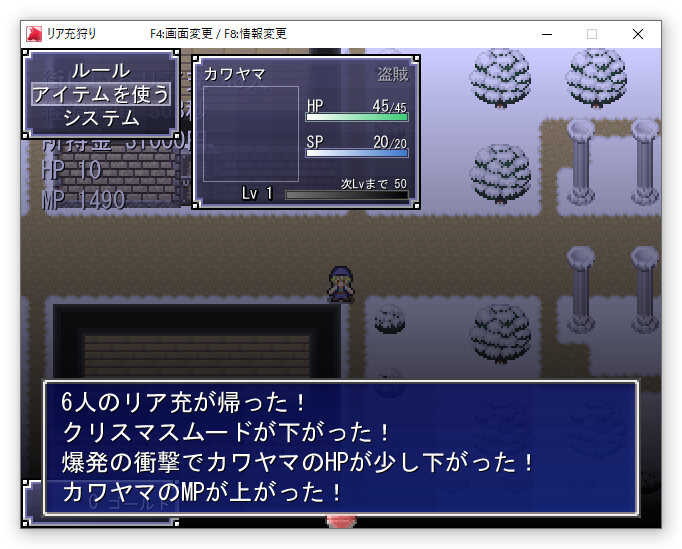 リア充狩り F4:画面変更 / F8:情報変更
ルール
アイテムを使う
システム
カワヤマ 盗賊
HP 45/45
SP 20/20
次Lvまで 50
Lv 1
所持金 31000円.
HP 10
MP 1490
6人のリア充が帰った！
クリスマスムードが下がった！
爆発の衝撃でカワヤマのHPが少し下がった！
カワヤマのMPが上がった！
ゴールド